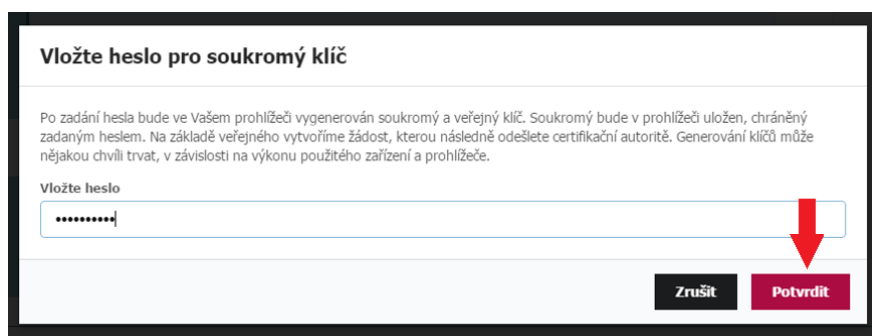 Vložte heslo pro soukromý klíč
Po zadání hesla bude ve Vašem prohlížeči vygenerován soukromý a veřejný klíč. Soukromý bude v prohlížeči uložen, chráněný
zadaným heslem. Na základě veřejného vytvoříme žádost, kterou následně odešlete certifikační autoritě. Generování klíčů může
nějakou chvíli trvat, v závislosti na výkonu použitého zařízení a prohlížeče.
Vložte heslo
••••••••••
Zrušit Potvrdit